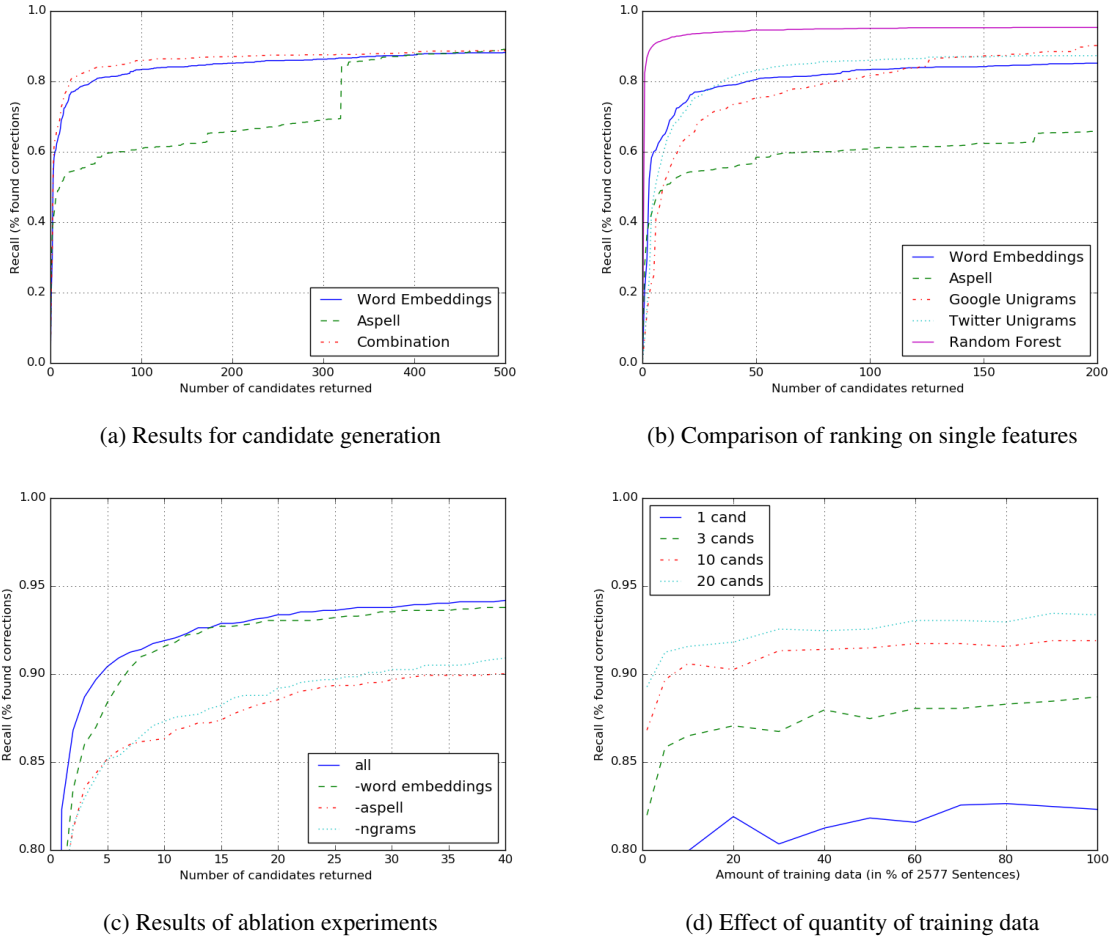 1.0
0.8
0.6
0.4
0.2
0.0
Recall (% found corrections)
0 100 200 300 400 500
Number of candidates returned
Word Embeddings
Aspell
Combination
(a) Results for candidate generation
1.0
0.8
0.6
0.4
0.2
0.0
Recall (% found corrections)
0 50 100 150 200
Number of candidates returned
Word Embeddings
Aspell
Google Unigrams
Twitter Unigrams
Random Forest
(b) Comparison of ranking on single features
1.00
0.95
0.90
0.85
0.80
Recall (% found corrections)
0 5 10 15 20 25 30 35 40
Number of candidates returned
all
-word embeddings
-aspell
-ngrams
(c) Results of ablation experiments
1.00
0.95
0.90
0.85
0.80
Recall (% found corrections)
1 cand
3 cands
10 cands
20 cands
0 20 40 60 80 100
Amount of training data (in % of 2577 Sentences)
(d) Effect of quantity of training data